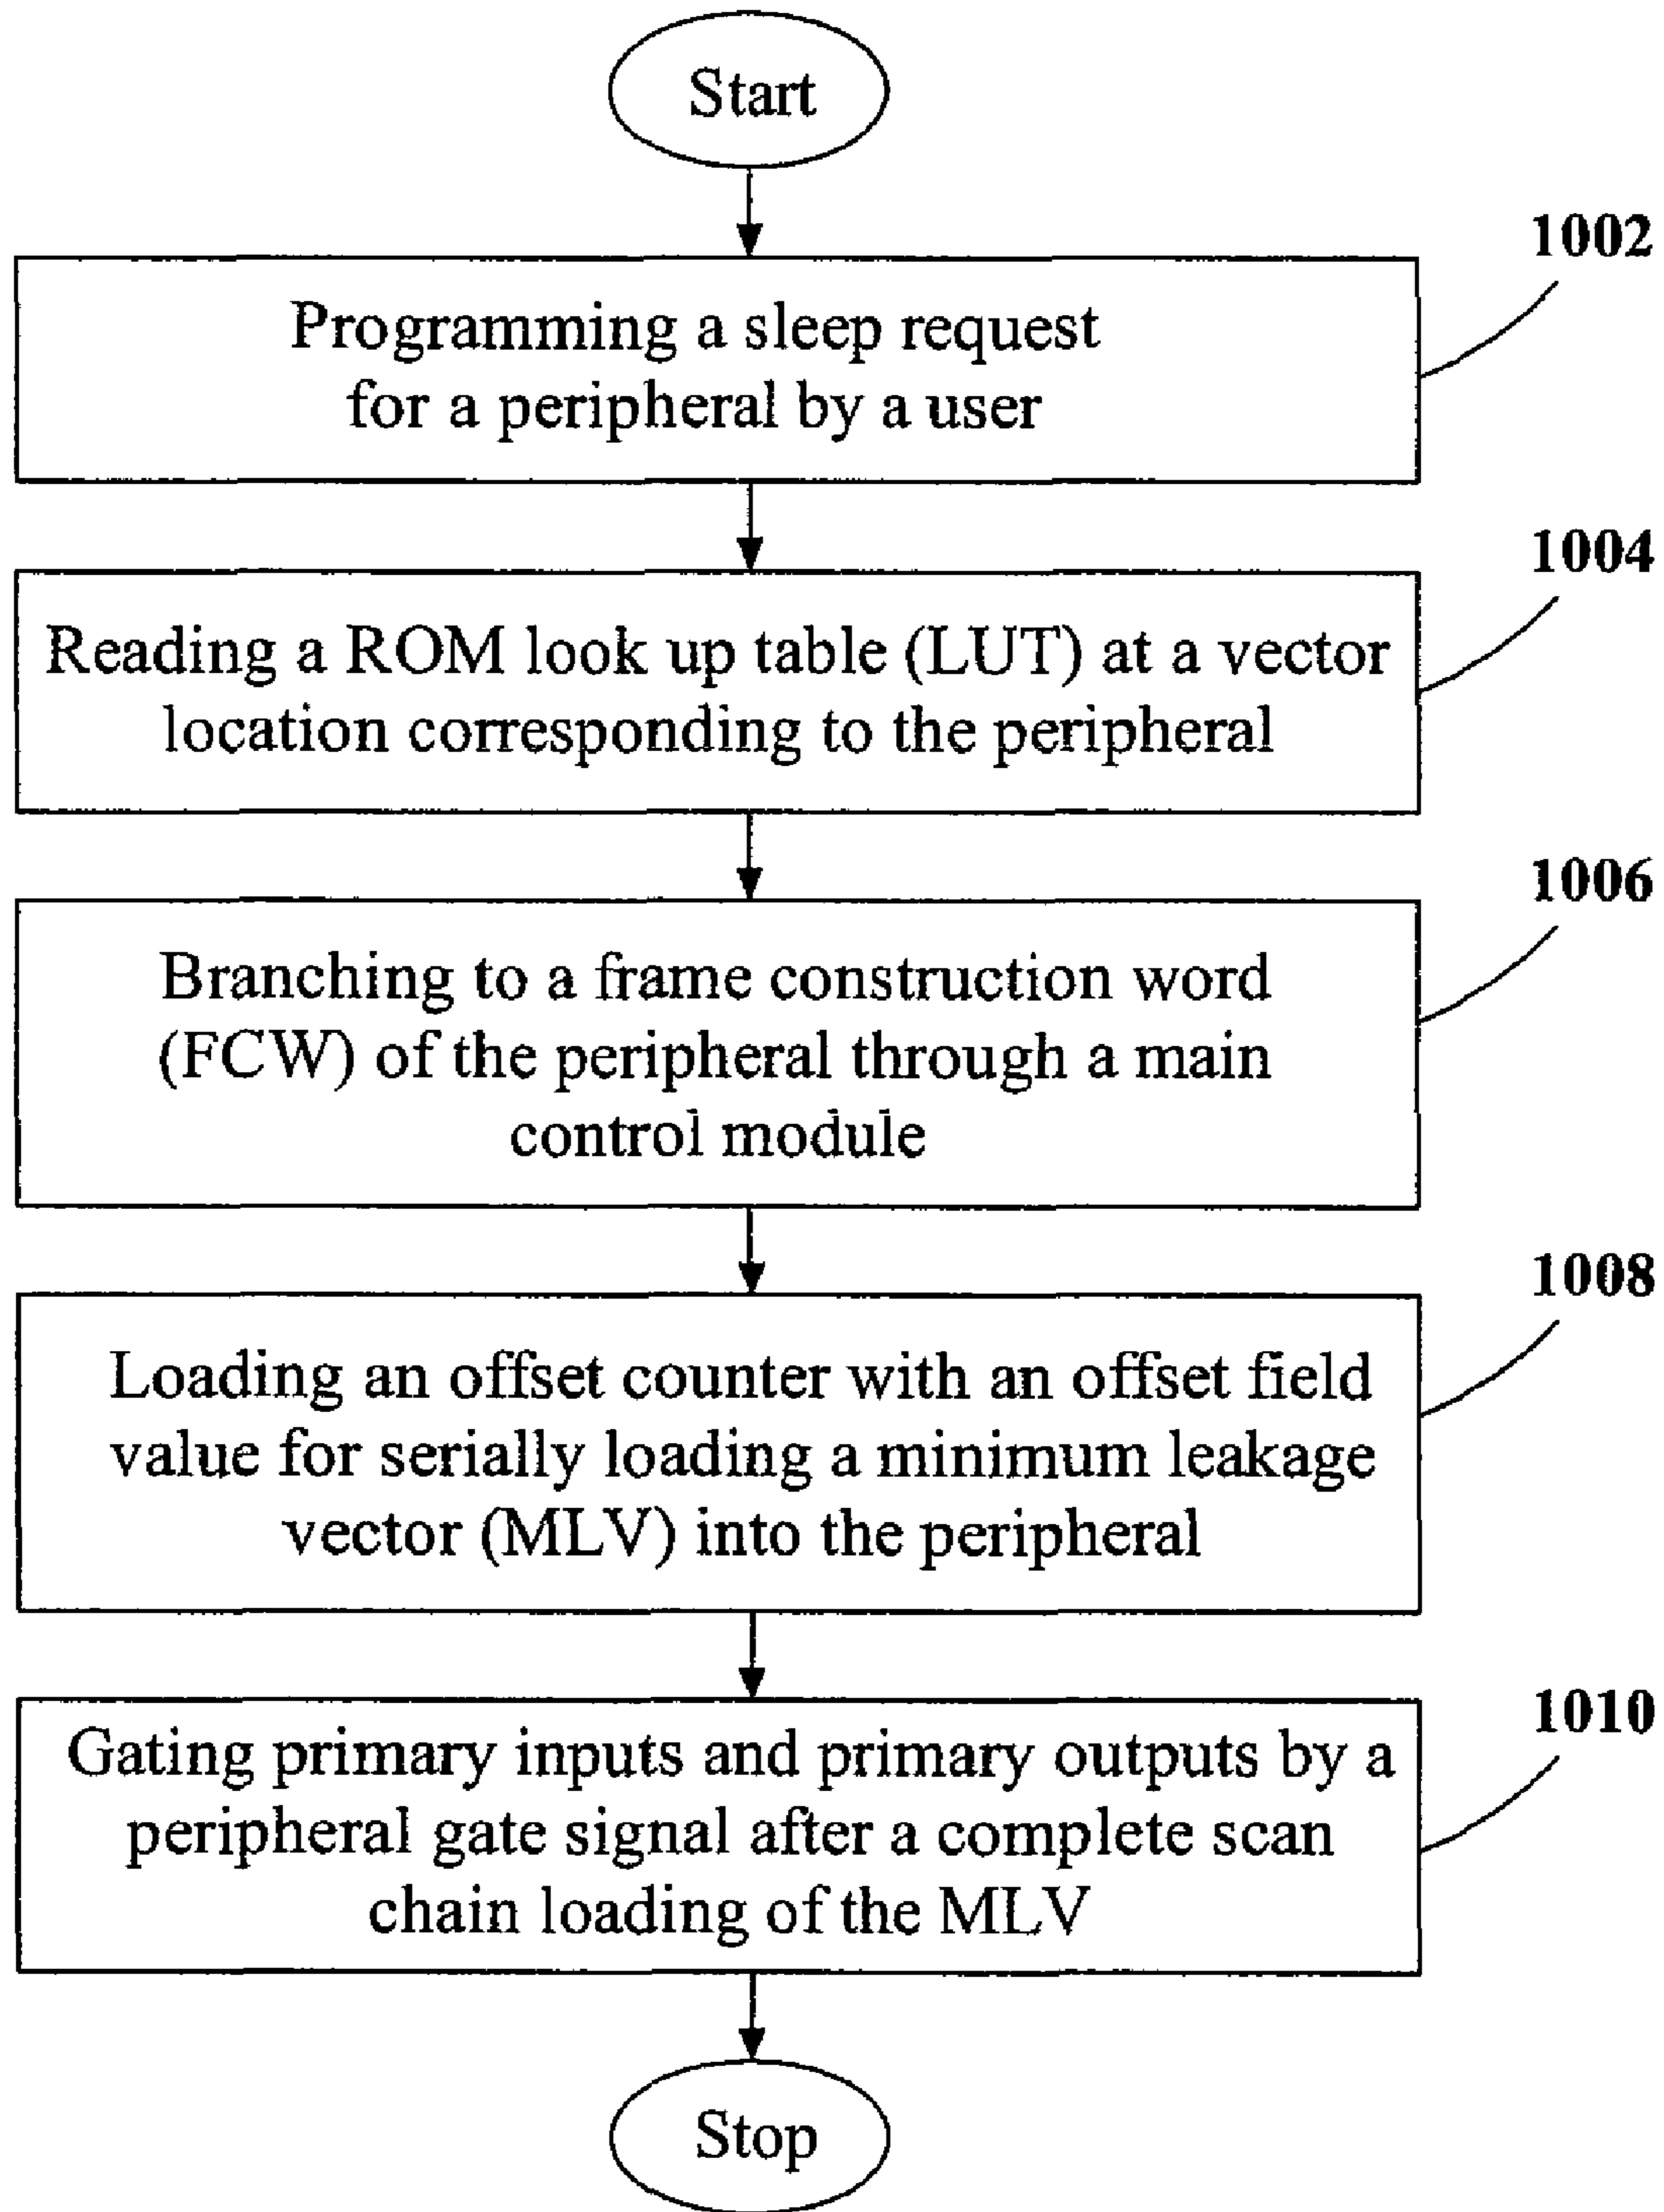 Start
1002
Programming a sleep request
for a peripheral by a user
1004
Reading a ROM look up table (LUT) at a vector
location corresponding to the peripheral
1006
Branching to a frame construction word
(FCW) of the peripheral through a main
control module
1008
Loading an offset counter with an offset field
value for serially loading a minimum leakage
vector (MLV) into the peripheral
1010
Gating primary inputs and primary outputs by a
peripheral gate signal after a complete scan
chain loading of the MLV
Stop